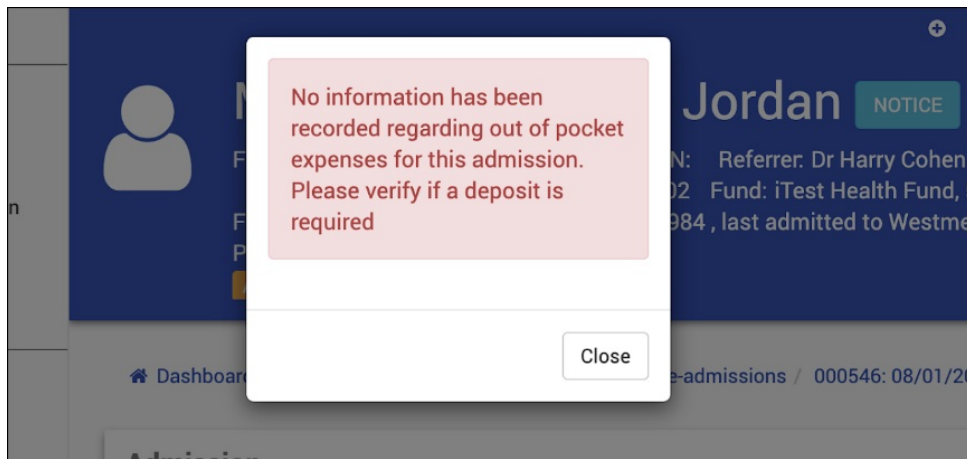 No information has been
recorded regarding out of pocket
expenses for this admission.
Please verify if a deposit is
required
Close
Jordan NOTICE
N: Referrer: Dr Harry Cohen
02 Fund: iTest Health Fund,
984 , last admitted to Westme
F
F
P
n
Dashboar
e-admissions / 000546: 08/01/20
Admission